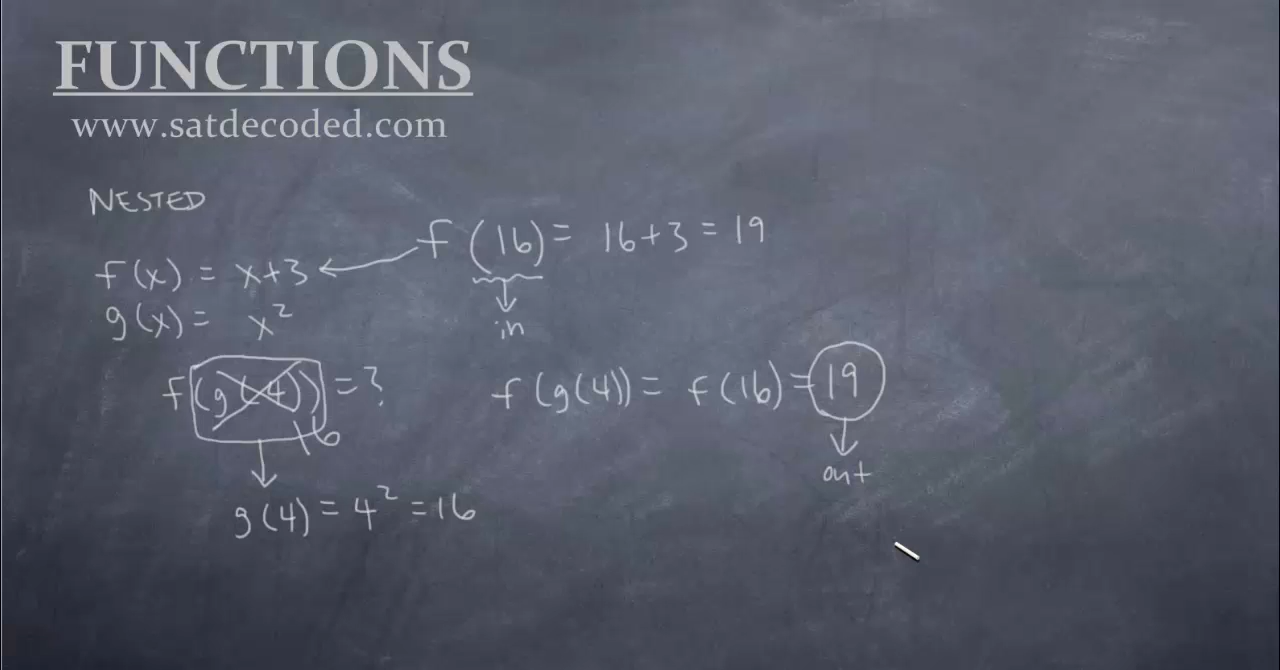 FUNCTIONS
www.satdecoded.com
NESTED
f(16) = 16+3 = 19
f(x) = x+3
g(x) = x²
in
f(g(4)) = ?
16
f(g(4)) = f(16) = 19
out
g(4) = 4² = 16